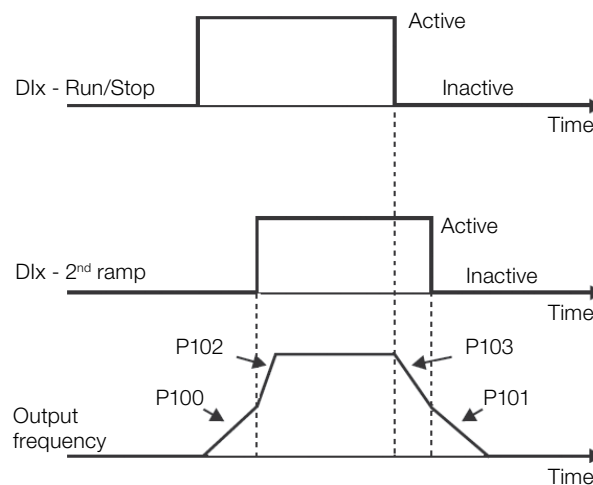 Active
DIx - Run/Stop
Inactive
Time
Active
DIx - 2nd ramp
Inactive
Time
P102
P103
P100
P101
Output
frequency
Time